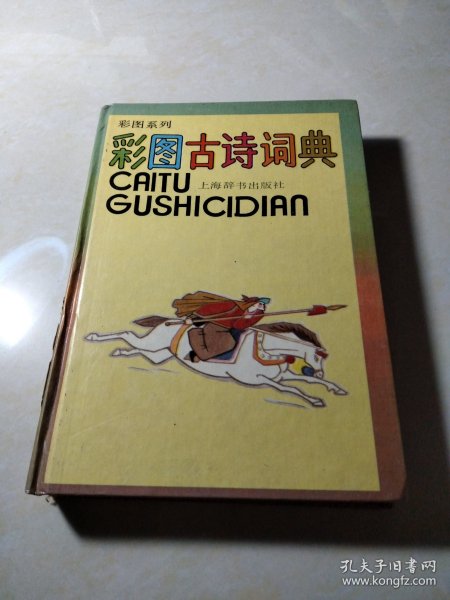 彩图系列
彩图古诗词典
CAITU
上海辞书出版社
GUSHICIDIAN
孔夫子旧书网
www.kongfz.com